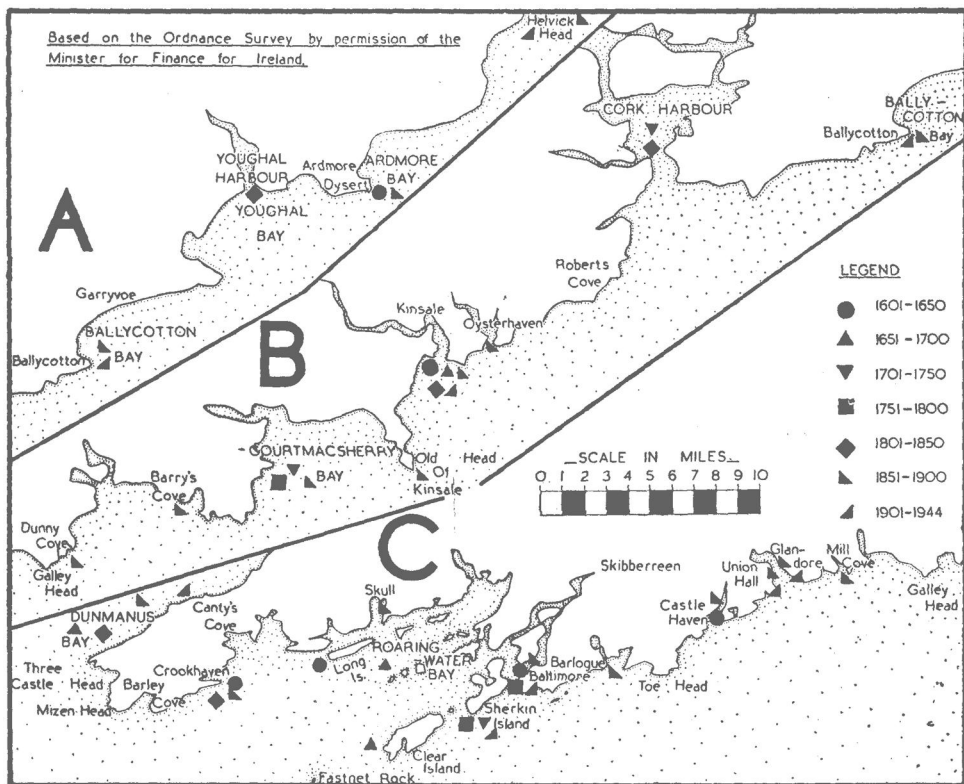 Based on the Ordnance Survey by permission of the
Minister for Finance for Ireland.
Helvick
Head
A
YOUGHAL
HARBOUR
Ardmore
Dysert
ARDMORE
BAY
YOUGHAL
BAY
Garryvoe
BALLYCOTTON
BAY
Ballycotton
CORK HARBOUR
BALLY-
COTTON
Bay
Ballycotton
Roberts
Cove
Kinsale
Oysterhaven
B
COURTMACSHERRY
BAY
Old Head
Of
Kinsale
Barry's
Cove
Dunny
Cove
Galley
Head
LEGEND
1601-1650
1651-1700
1701-1750
1751-1800
1801-1850
1851-1900
1901-1944
SCALE IN MILES.
0 1 2 3 4 5 6 7 8 9 10
C
DUNMANUS
BAY
Canty's
Cove
Skull
Skibberreen
Union
Hall
Glan-
dore
Mill
Cove
Galley
Head
Castle
Haven
Three
Castle Head
Mizen Head
Barley
Cove
Crookhaven
Long
Is.
ROARING
WATER
BAY
Barlogue
Baltimore
Toe Head
Sherkin
Island
Clear
Island
Fastnet Rock